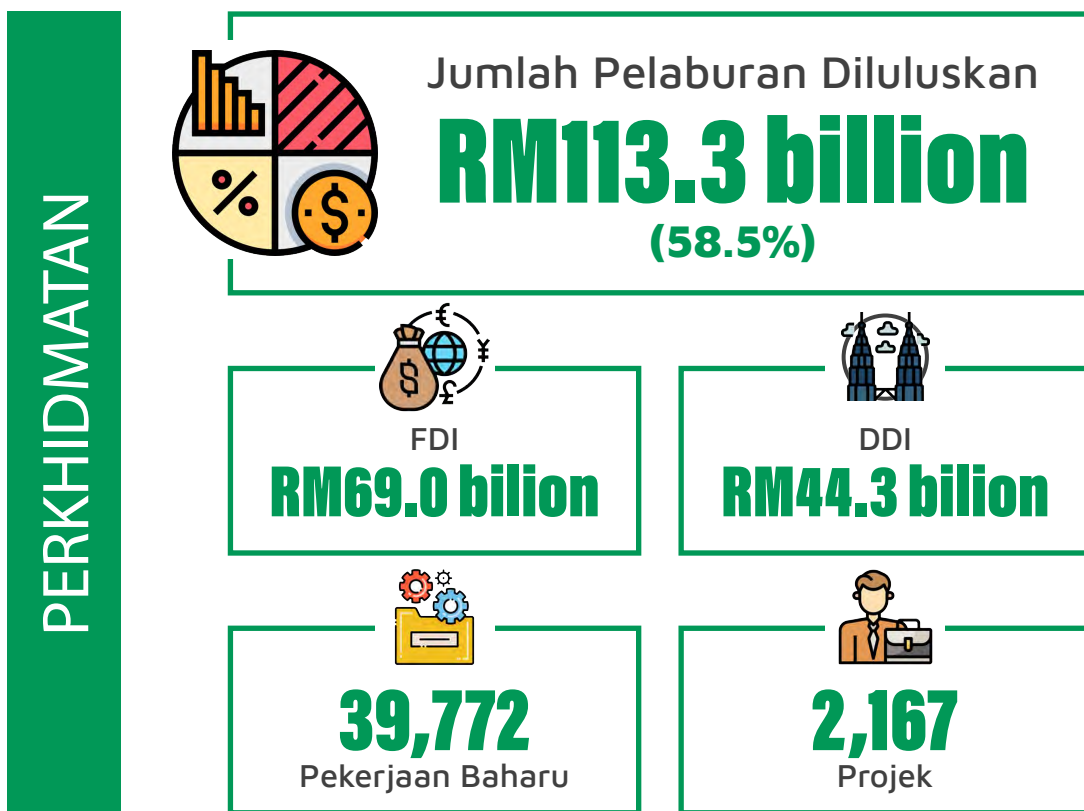 PERKHIDMATAN
Jumlah Pelaburan Diluluskan
RM113.3 billion
(58.5%)
FDI
RM69.0 bilion
DDI
RM44.3 bilion
39,772
Pekerjaan Baharu
2,167
Projek